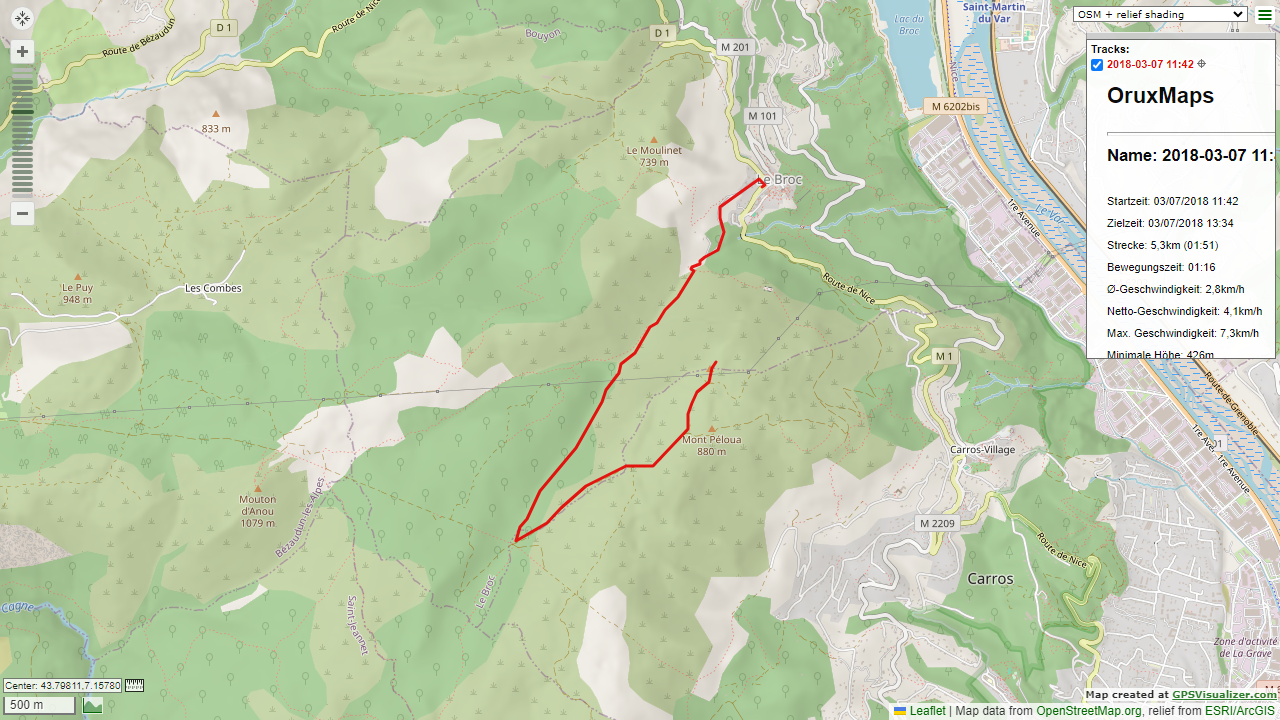 OSM + relief shading
Tracks:
2018-03-07 11:42
OruxMaps
Name: 2018-03-07 11:
Startzeit: 03/07/2018 11:42
Zielzeit: 03/07/2018 13:34
Strecke: 5,3km (01:51)
Bewegungszeit: 01:16
Ø-Geschwindigkeit: 2,8km/h
Netto-Geschwindigkeit: 4,1km/h
Max. Geschwindigkeit: 7,3km/h
Minimale Höhe: 426m
Route de Bézaudun
D 1
Route de Nice
Bouyon
D 1
M 201
Lac du
Broc
Saint-Martin
du Var
M 6202bis
M 101
833 m
Le Moulinet
739 m
Le Broc
1re Avenue
Le Var
Le Puy
948 m
Les Combes
Route de Nice
M 1
Route de Grenoble
1re Avenue
01
Mont Péloua
880 m
Carros-Village
Mouton
d'Anou
1079 m
Bézaudun-les-Alpes
M 2209
Route de Nice
Carros
Le Broc
Saint-Jeannet
Cagne
Zone d'activité
de La Grave
Center: 43.79811,7.15780
500 m
Map created at GPSVisualizer.com
Leaflet | Map data from OpenStreetMap.org, relief from ESRI/ArcGIS